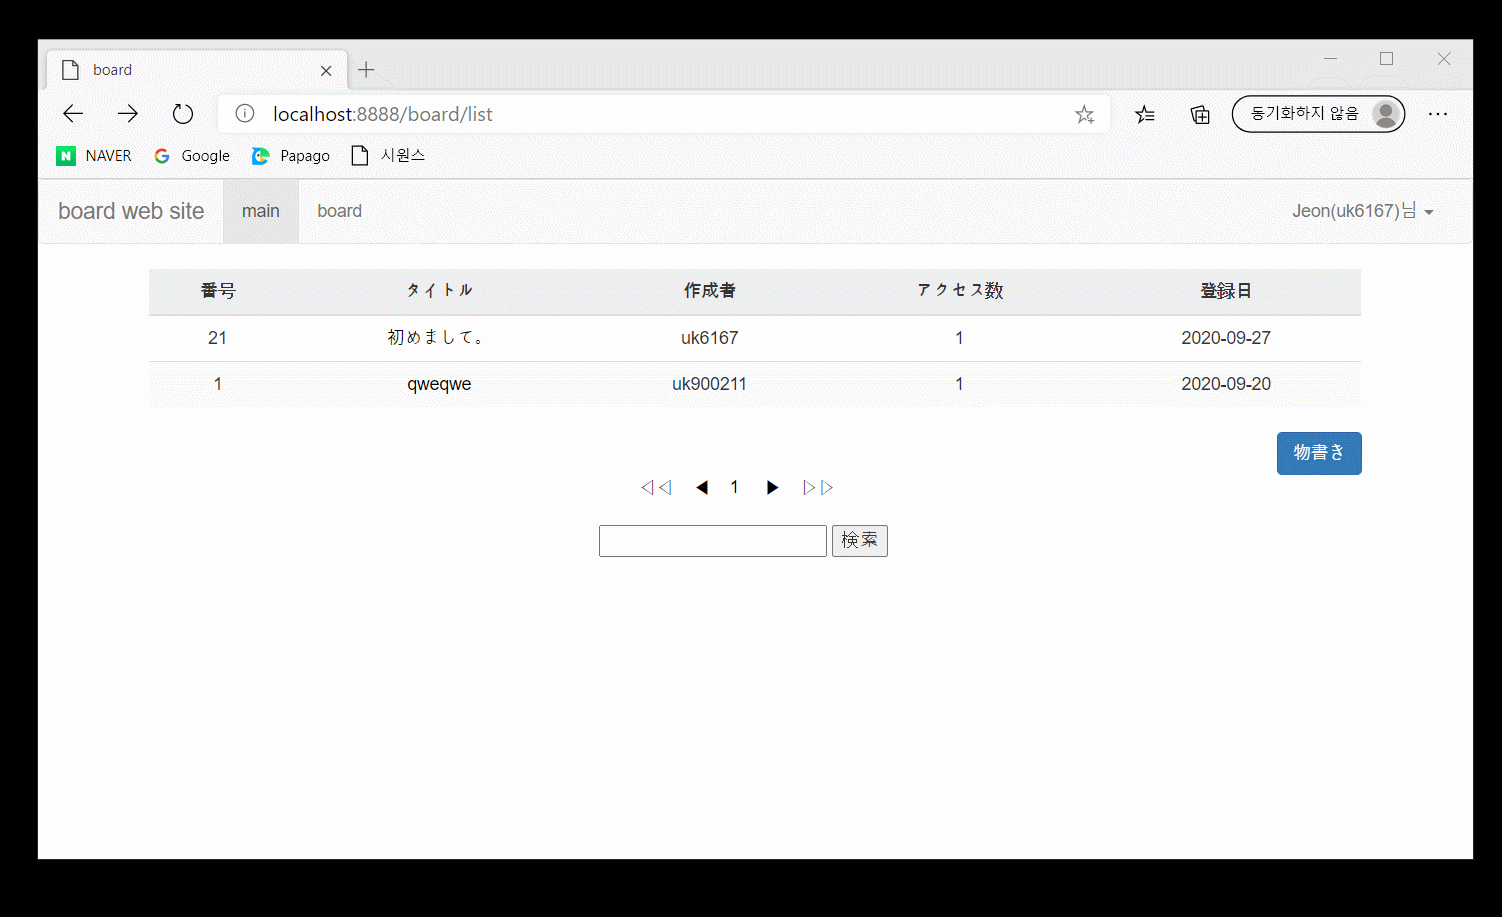 board
localhost:8888/board/list
동기화하지 않음
NAVER Google Papago 시원스
board web site main board Jeon(uk6167)님
番号 タイトル 作成者 アクセス数 登録日
21 初めまして。 uk6167 1 2020-09-27
1 qweqwe uk900211 1 2020-09-20
物書き
◁◁ ◀ 1 ▶ ▷▷
検索